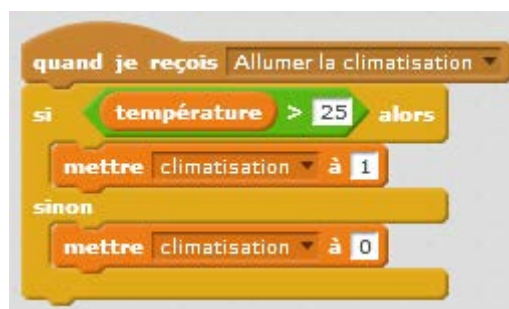 quand je reçois Allumer la climatisation
si température > 25 alors
mettre climatisation à 1
sinon
mettre climatisation à 0